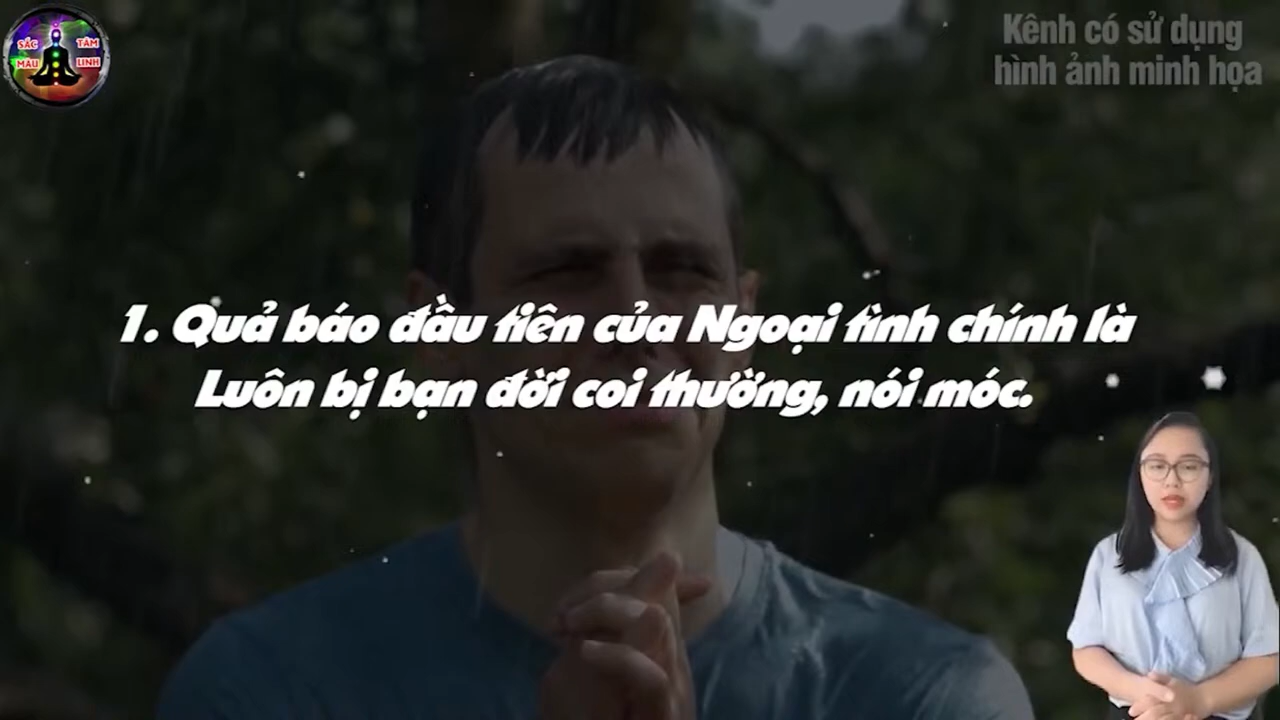 SẮC
MÀU
TÂM
LINH
Kênh có sử dụng
hình ảnh minh họa
1. Quả báo đầu tiên của Ngoại tình chính là
Luôn bị bạn đời coi thường, nói móc.